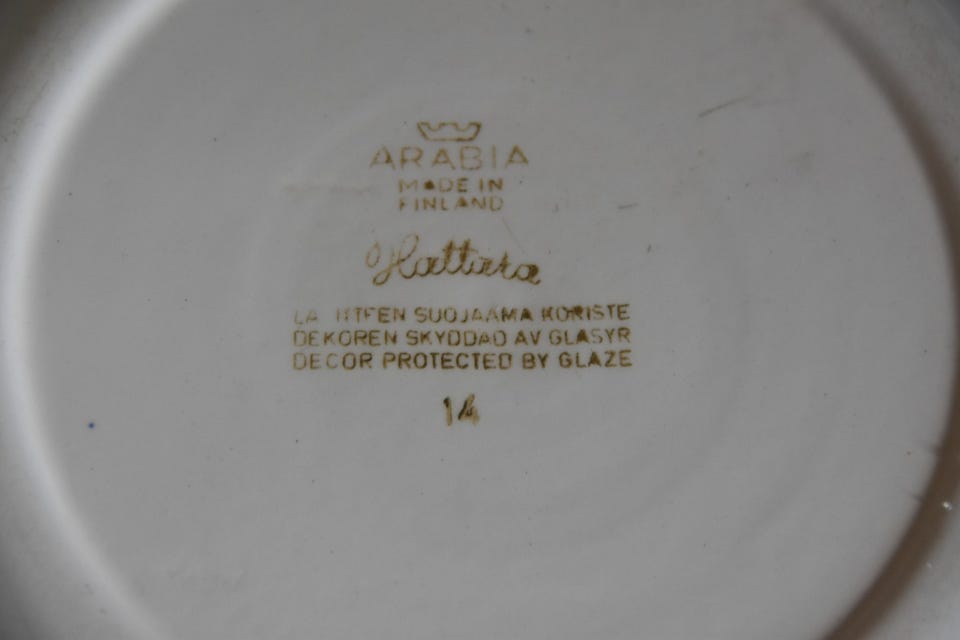 ARABIA
MADE IN
FINLAND
Hattara
SUOJAAMA KORISTE
DEKOREN SKYDDAD AV GLASYR
DECOR PROTECTED BY GLAZE
14